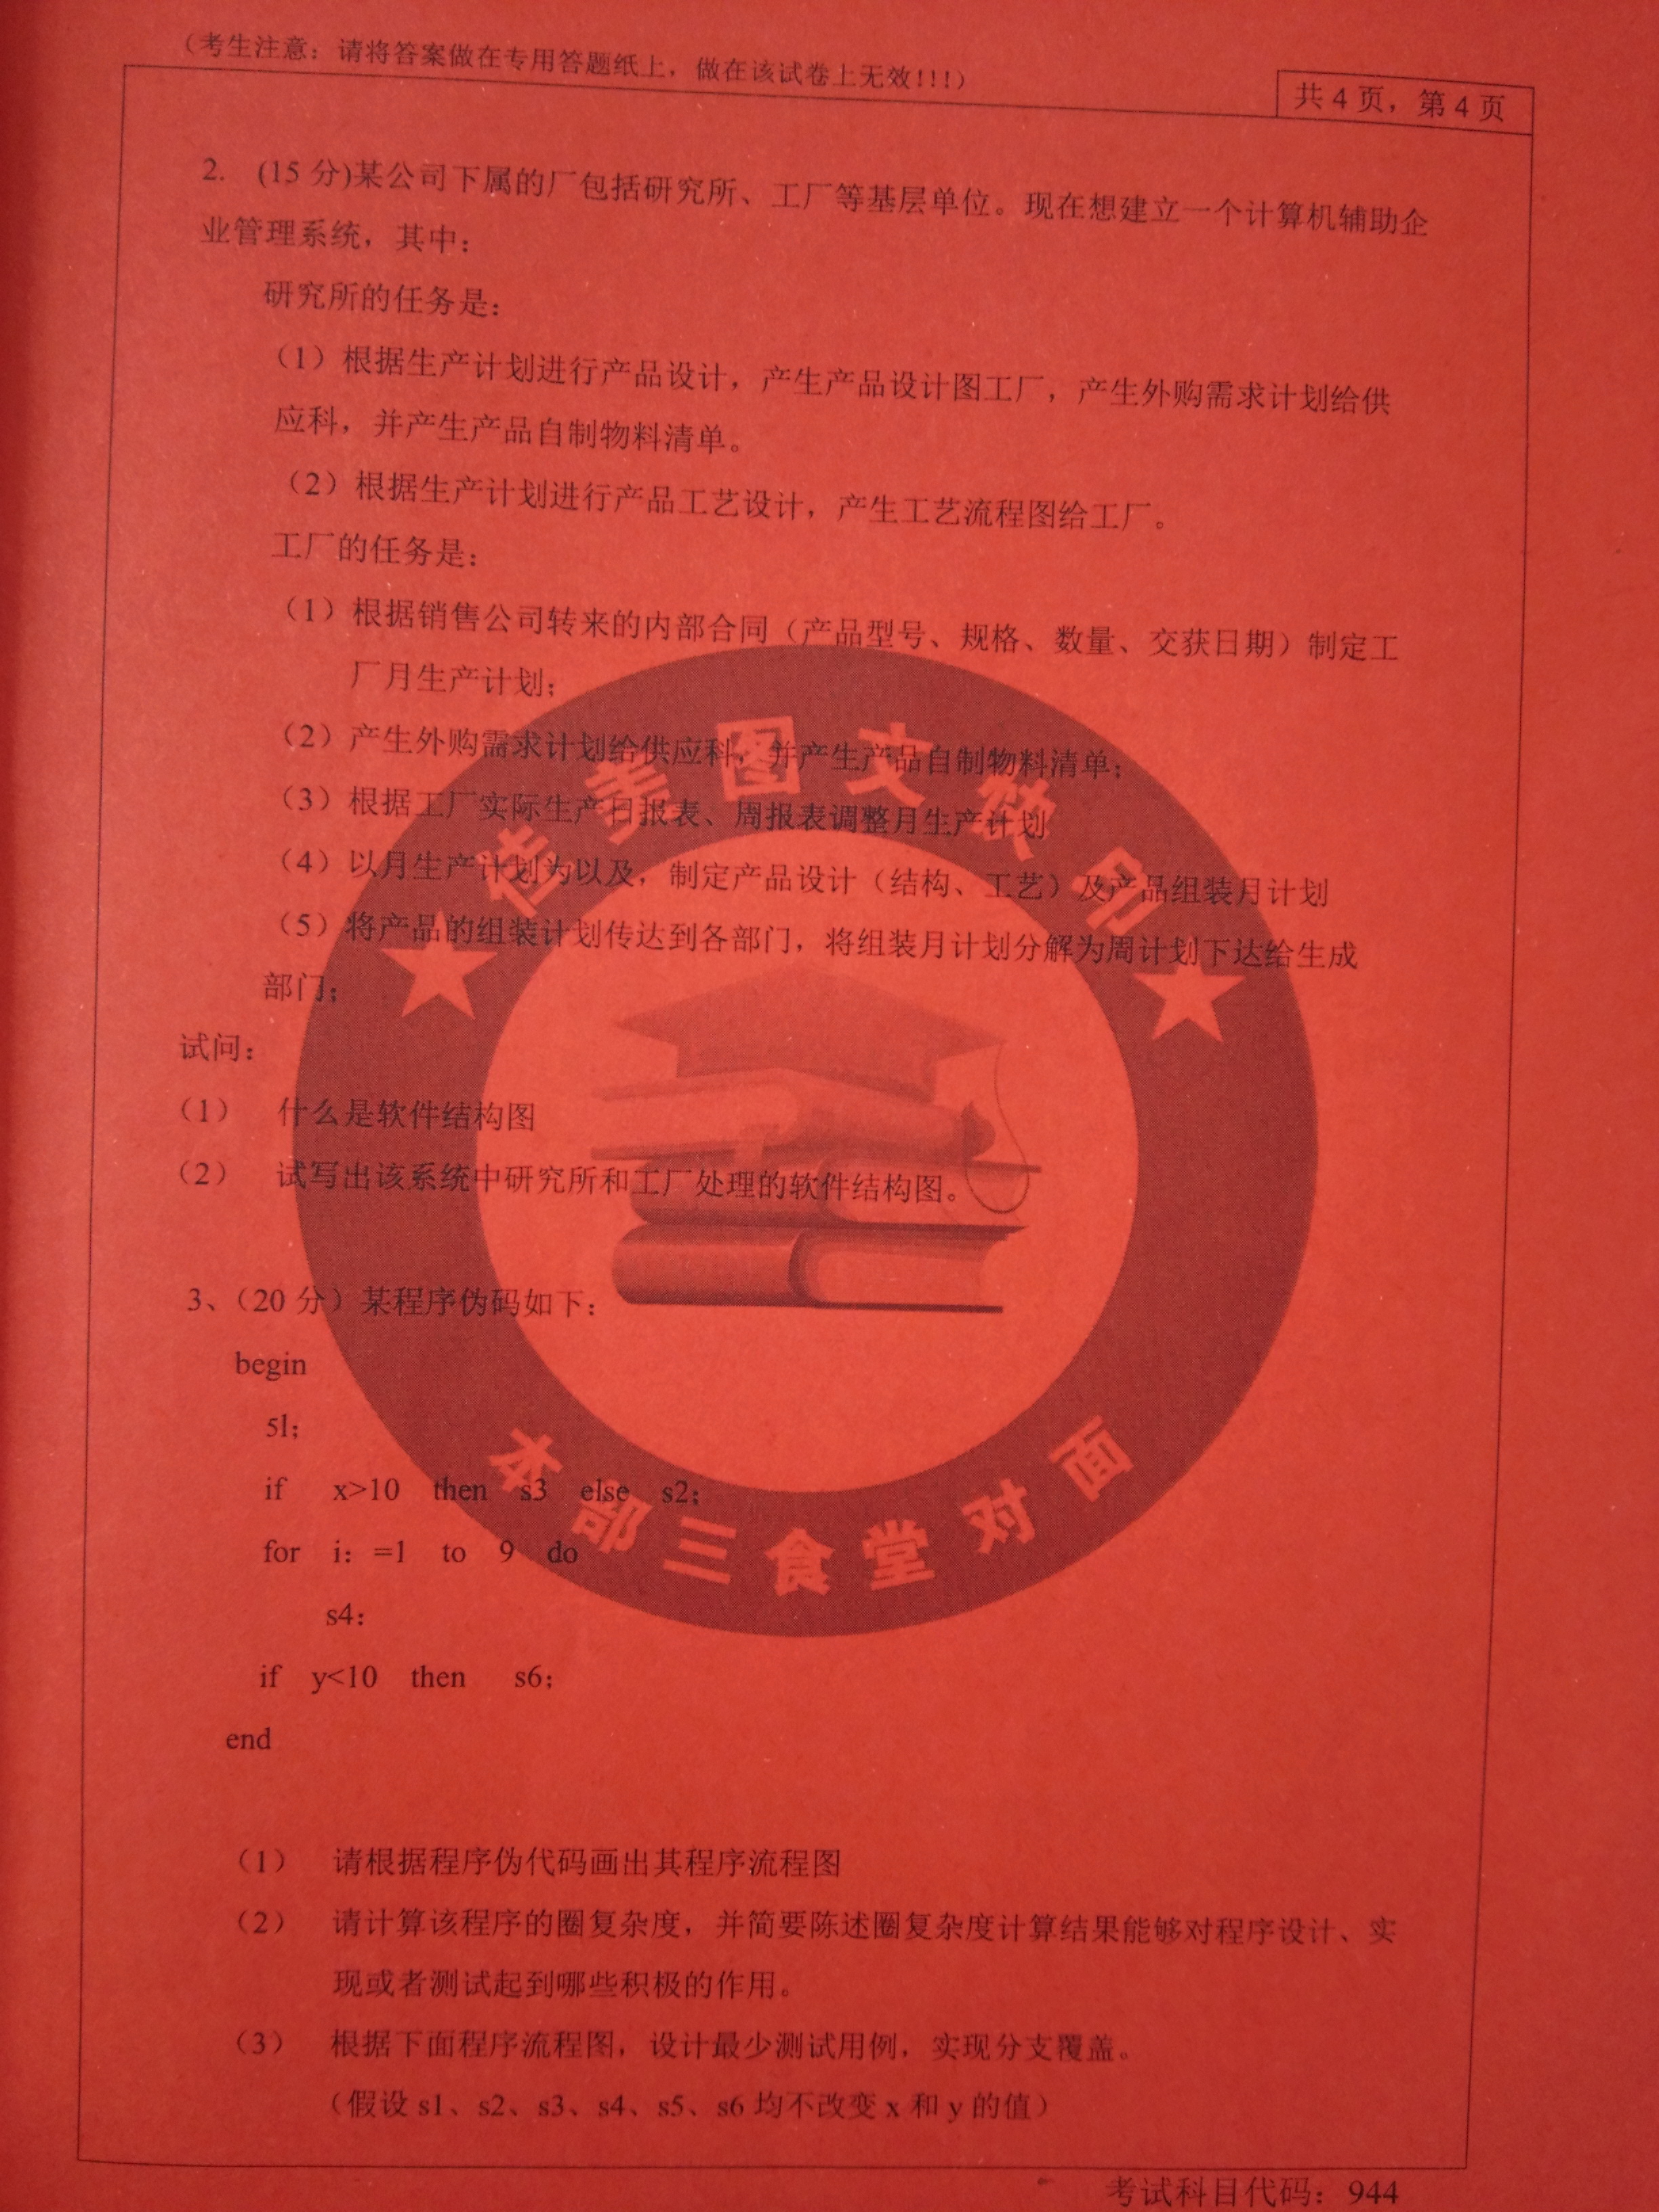 （考生注意：请将答案做在专用答题纸上，做在该试卷上无效!!!）
共 4 页，第 4 页
2. (15 分)某公司下属的厂包括研究所、工厂等基层单位。现在想建立一个计算机辅助企
业管理系统，其中：
研究所的任务是：
（1）根据生产计划进行产品设计，产生产品设计图工厂，产生外购需求计划给供
应科，并产生产品自制物料清单。
（2）根据生产计划进行产品工艺设计，产生工艺流程图给工厂。
工厂的任务是：
（1）根据销售公司转来的内部合同（产品型号、规格、数量、交获日期）制定工
厂月生产计划；
（2）产生外购需求计划给供应科，并产生产品自制物料清单；
（3）根据工厂实际生产日报表、周报表调整月生产计划
（4）以月生产计划为以及，制定产品设计（结构、工艺）及产品组装月计划
（5）将产品的组装计划传达到各部门，将组装月计划分解为周计划下达给生成
部门；
试问：
（1） 什么是软件结构图
（2） 试写出该系统中研究所和工厂处理的软件结构图。
3、（20 分）某程序伪码如下：
begin
5l;
if x>10 then s3 else s2;
for i：=1 to 9 do
s4：
if y<10 then s6;
end
（1） 请根据程序伪代码画出其程序流程图
（2） 请计算该程序的圈复杂度，并简要陈述圈复杂度计算结果能够对程序设计、实
现或者测试起到哪些积极的作用。
（3） 根据下面程序流程图，设计最少测试用例，实现分支覆盖。
（假设 s1、s2、s3、s4、s5、s6 均不改变 x 和 y 的值）
考试科目代码：944
佳美图文数印
本部三食堂对面